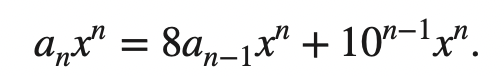 aₙxⁿ = 8aₙ₋₁xⁿ + 10ⁿ⁻¹xⁿ.